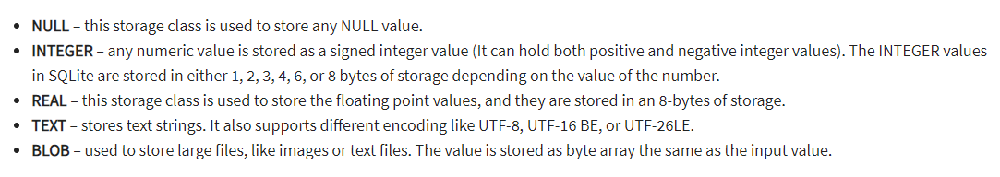 • NULL – this storage class is used to store any NULL value.
• INTEGER – any numeric value is stored as a signed integer value (It can hold both positive and negative integer values). The INTEGER values
in SQLite are stored in either 1, 2, 3, 4, 6, or 8 bytes of storage depending on the value of the number.
• REAL – this storage class is used to store the floating point values, and they are stored in an 8-bytes of storage.
• TEXT – stores text strings. It also supports different encoding like UTF-8, UTF-16 BE, or UTF-26LE.
• BLOB – used to store large files, like images or text files. The value is stored as byte array the same as the input value.